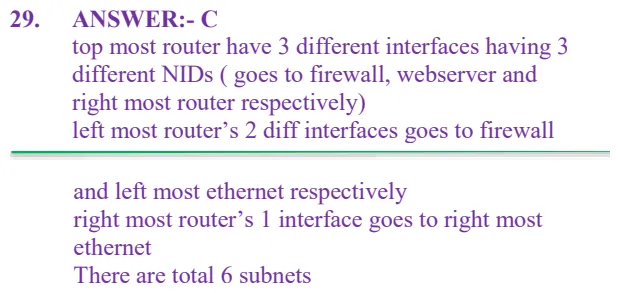 29. ANSWER:- C
top most router have 3 different interfaces having 3
different NIDs ( goes to firewall, webserver and
right most router respectively)
left most router’s 2 diff interfaces goes to firewall
and left most ethernet respectively
right most router’s 1 interface goes to right most
ethernet
There are total 6 subnets